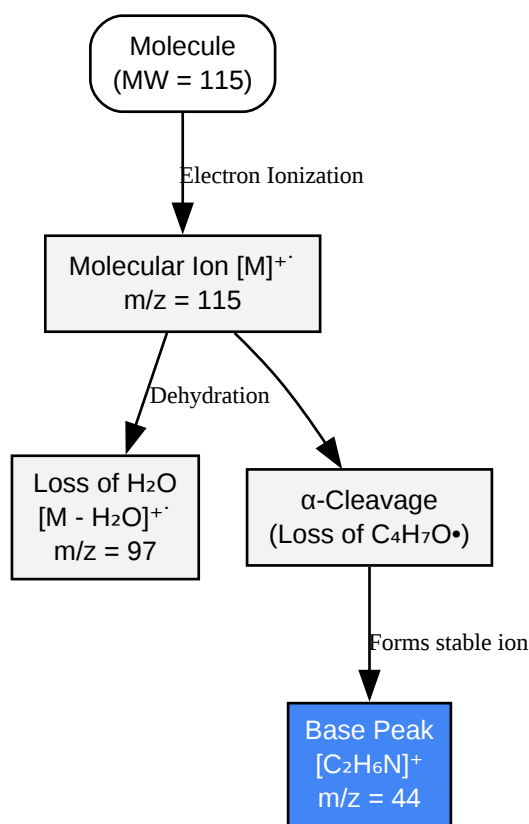 Molecule
(MW = 115)
Electron Ionization
Molecular Ion [M]⁺˙
m/z = 115
Dehydration
Loss of H₂O
[M - H₂O]⁺˙
m/z = 97
α-Cleavage
(Loss of C₄H₇O•)
Forms stable ion
Base Peak
[C₂H₆N]⁺
m/z = 44